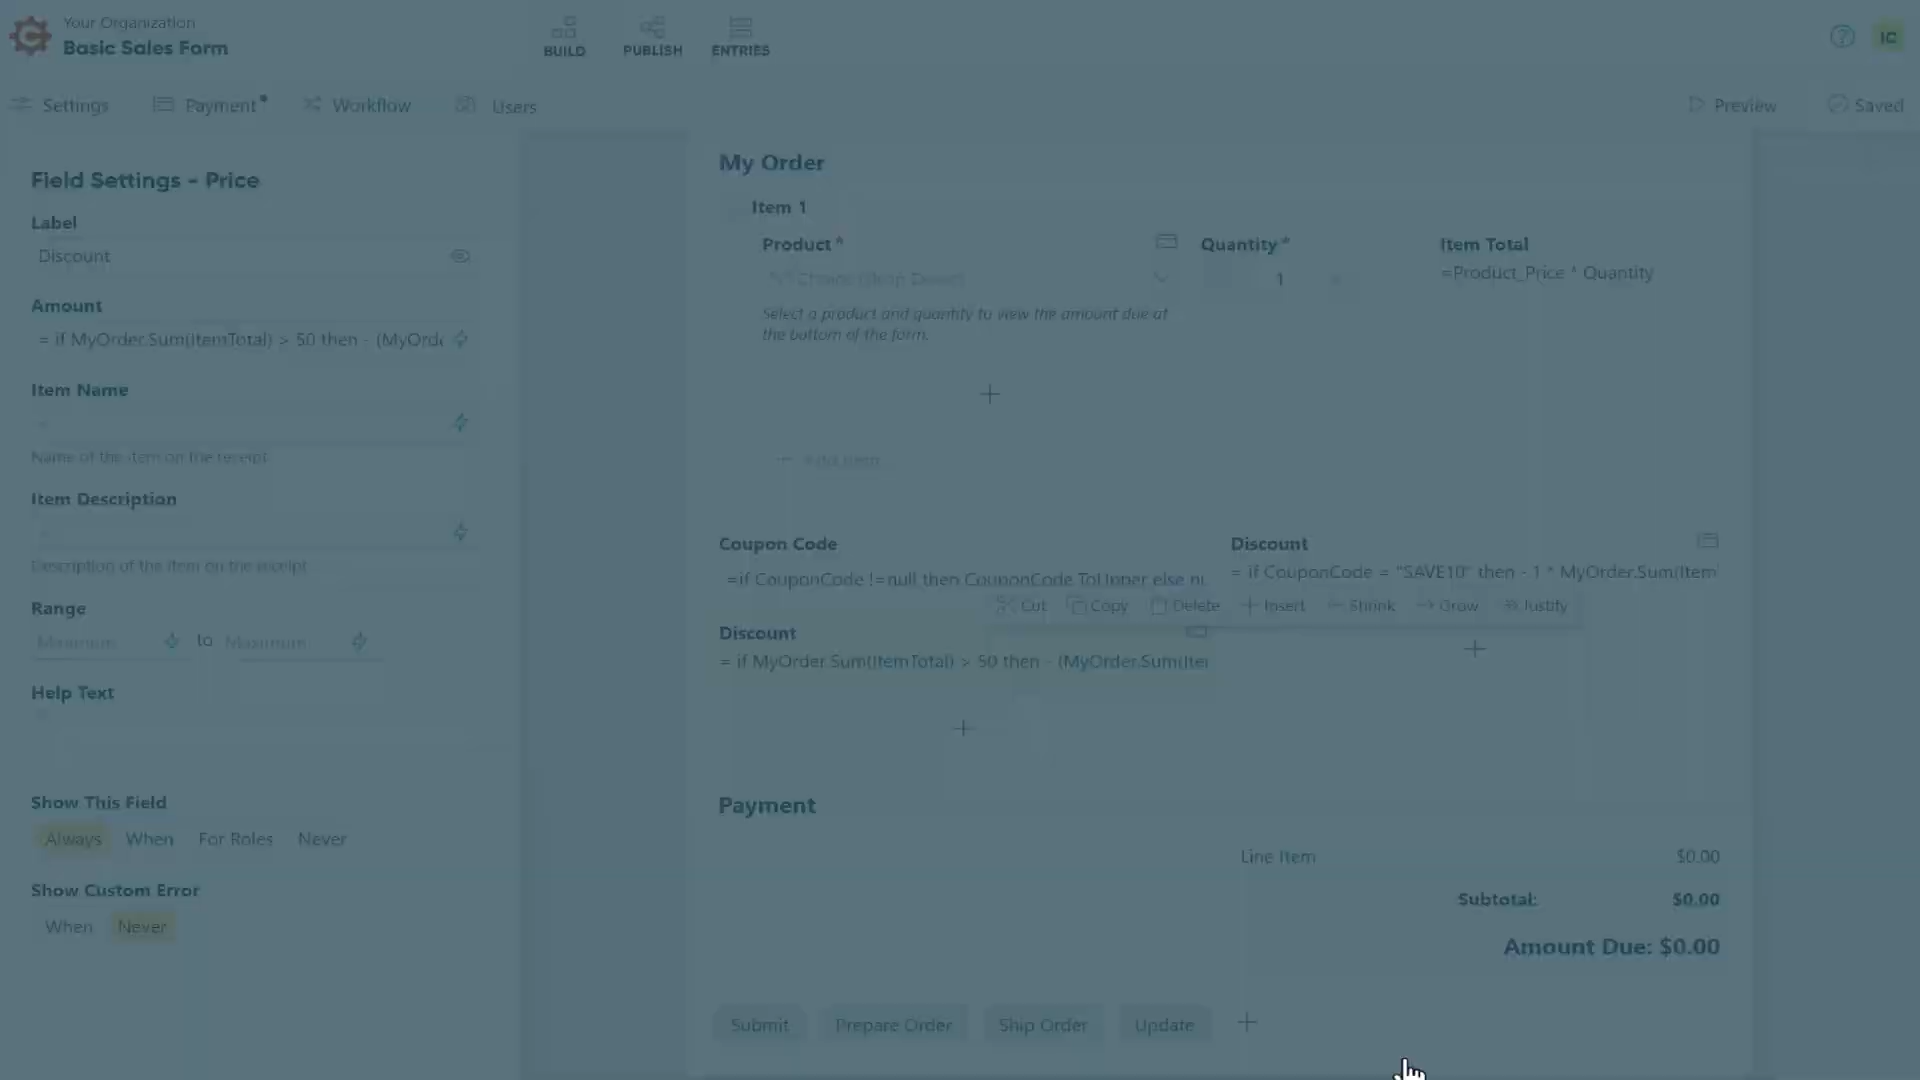 Your Organization
Basic Sales Form
BUILD
PUBLISH
ENTRIES
IC
Settings
Payment
Workflow
Users
Preview
Saved
Field Settings - Price
Label
Discount
Amount
= if MyOrder.Sum(ItemTotal) > 50 then - (MyOrde
Item Name
Name of the item on the receipt
Item Description
Description of the item on the receipt
Range
Minimum to Maximum
Help Text
Show This Field
Always When For Roles Never
Show Custom Error
When Never
My Order
Item 1
Product *
Quantity *
1
Item Total
=Product_Price * Quantity
Select a product and quantity to view the amount due at
the bottom of the form.
Add Item
Coupon Code
=if CouponCode !=null then CouponCode.ToUpper else nu
Discount
= if CouponCode = "SAVE10" then - 1 * MyOrder.Sum(Item
Cut Copy Delete Insert Shrink Grow Justify
Discount
= if MyOrder.Sum(ItemTotal) > 50 then - (MyOrder.Sum(Ite
Payment
Line Item $0.00
Subtotal: $0.00
Amount Due: $0.00
Submit
Prepare Order
Ship Order
Update